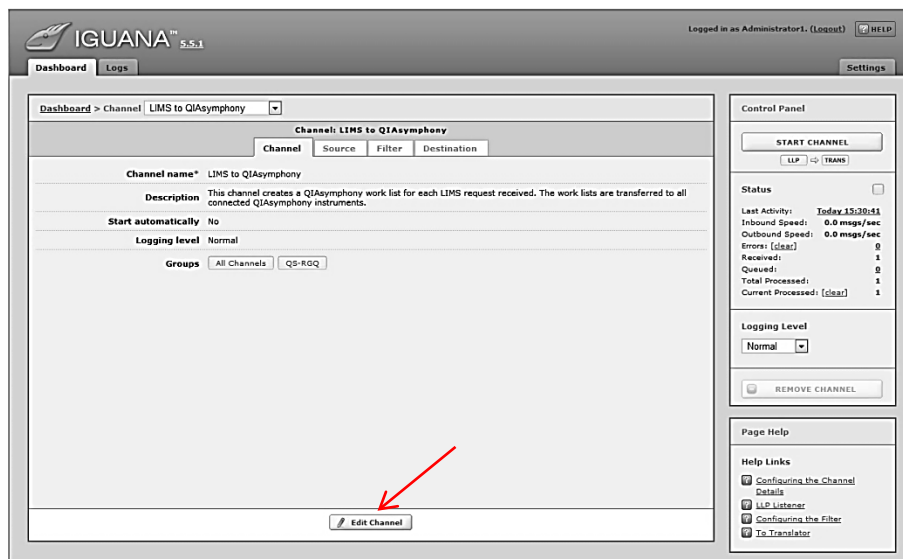 IGUANA™ 5.5.1
Logged in as Administrator1. (Logout) HELP
Dashboard Logs Settings
Dashboard > Channel LIMS to QIAsymphony
Channel: LIMS to QIAsymphony
Channel Source Filter Destination
Channel name* LIMS to QIAsymphony
Description This channel creates a QIAsymphony work list for each LIMS request received. The work lists are transferred to all
connected QIAsymphony instruments.
Start automatically No
Logging level Normal
Groups All Channels QS-RGQ
Edit Channel
Control Panel
START CHANNEL
LLP TRANS
Status
Last Activity: Today 15:30:41
Inbound Speed: 0.0 msgs/sec
Outbound Speed: 0.0 msgs/sec
Errors: [clear] 0
Received: 1
Queued: 0
Total Processed: 1
Current Processed: [clear] 1
Logging Level
Normal
REMOVE CHANNEL
Page Help
Help Links
Configuring the Channel
Details
LLP Listener
Configuring the Filter
To Translator